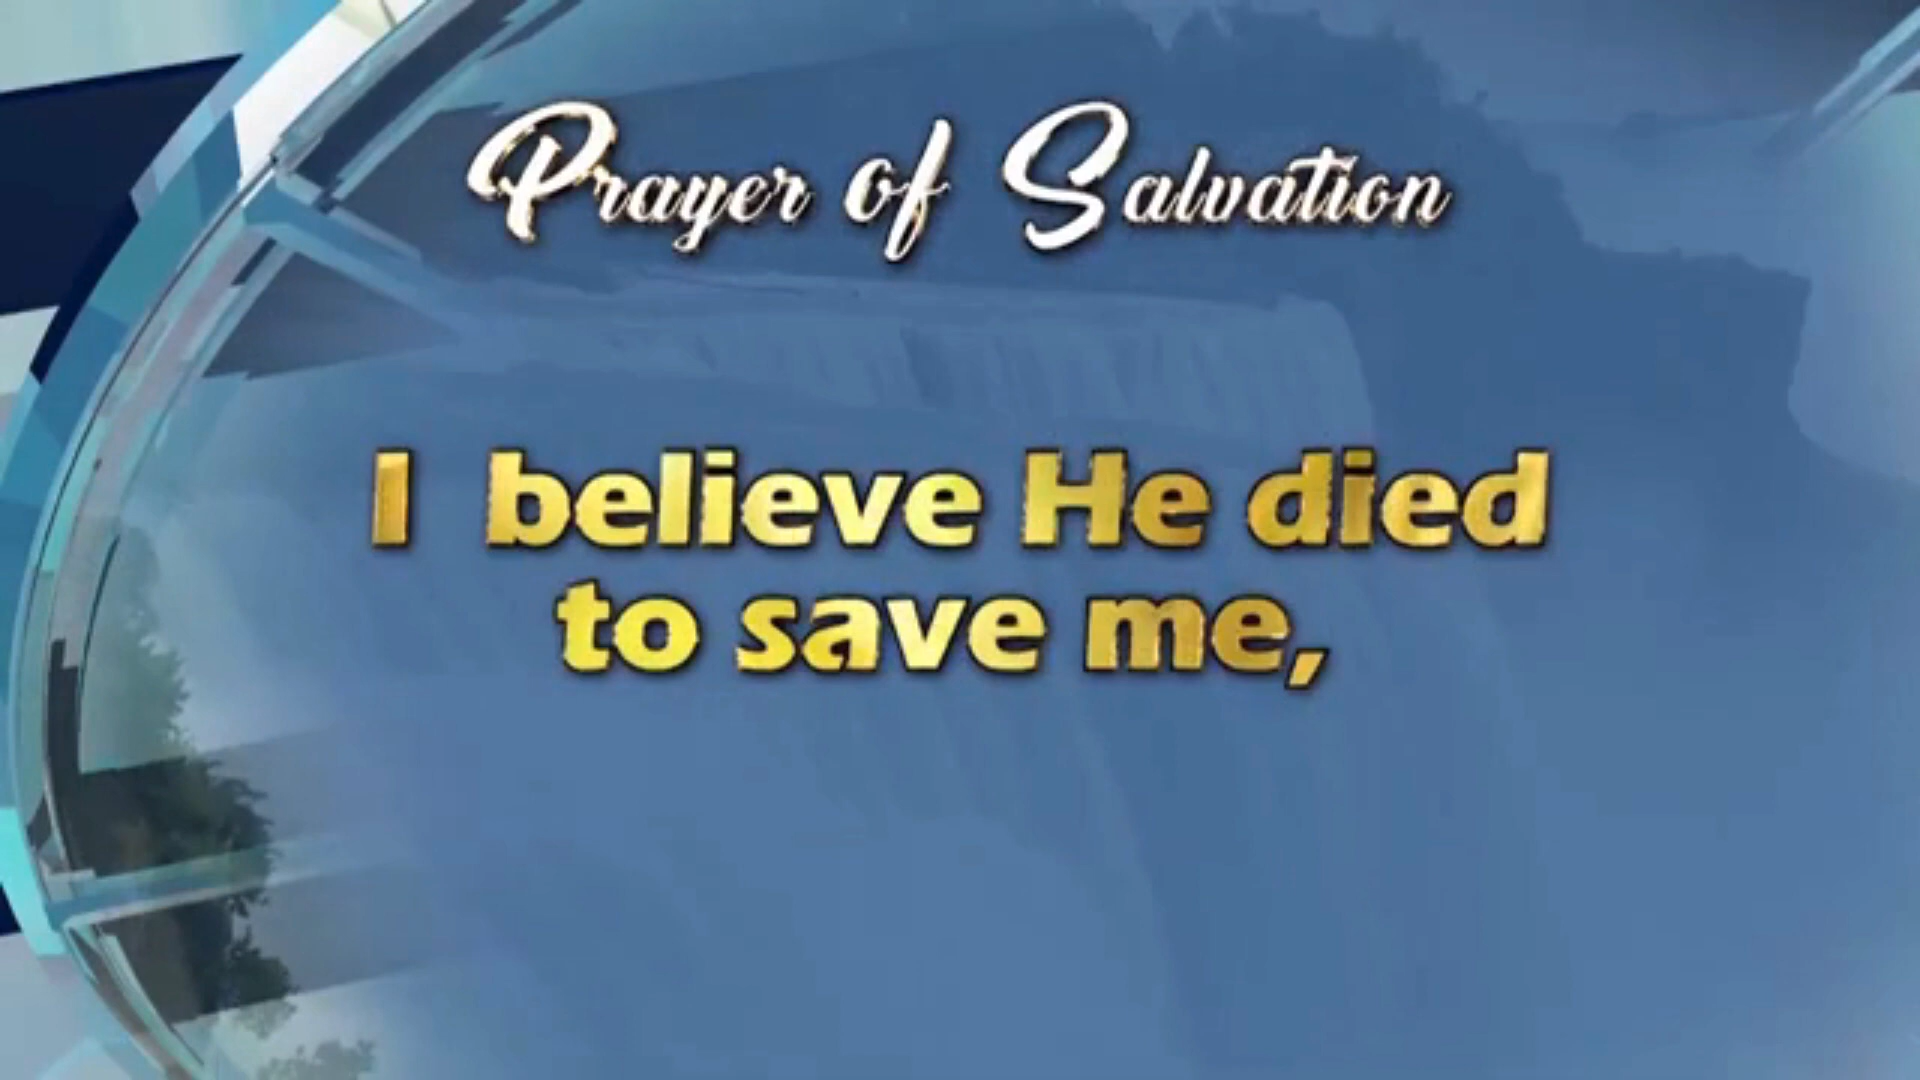 Prayer of Salvation
I believe He died
to save me,